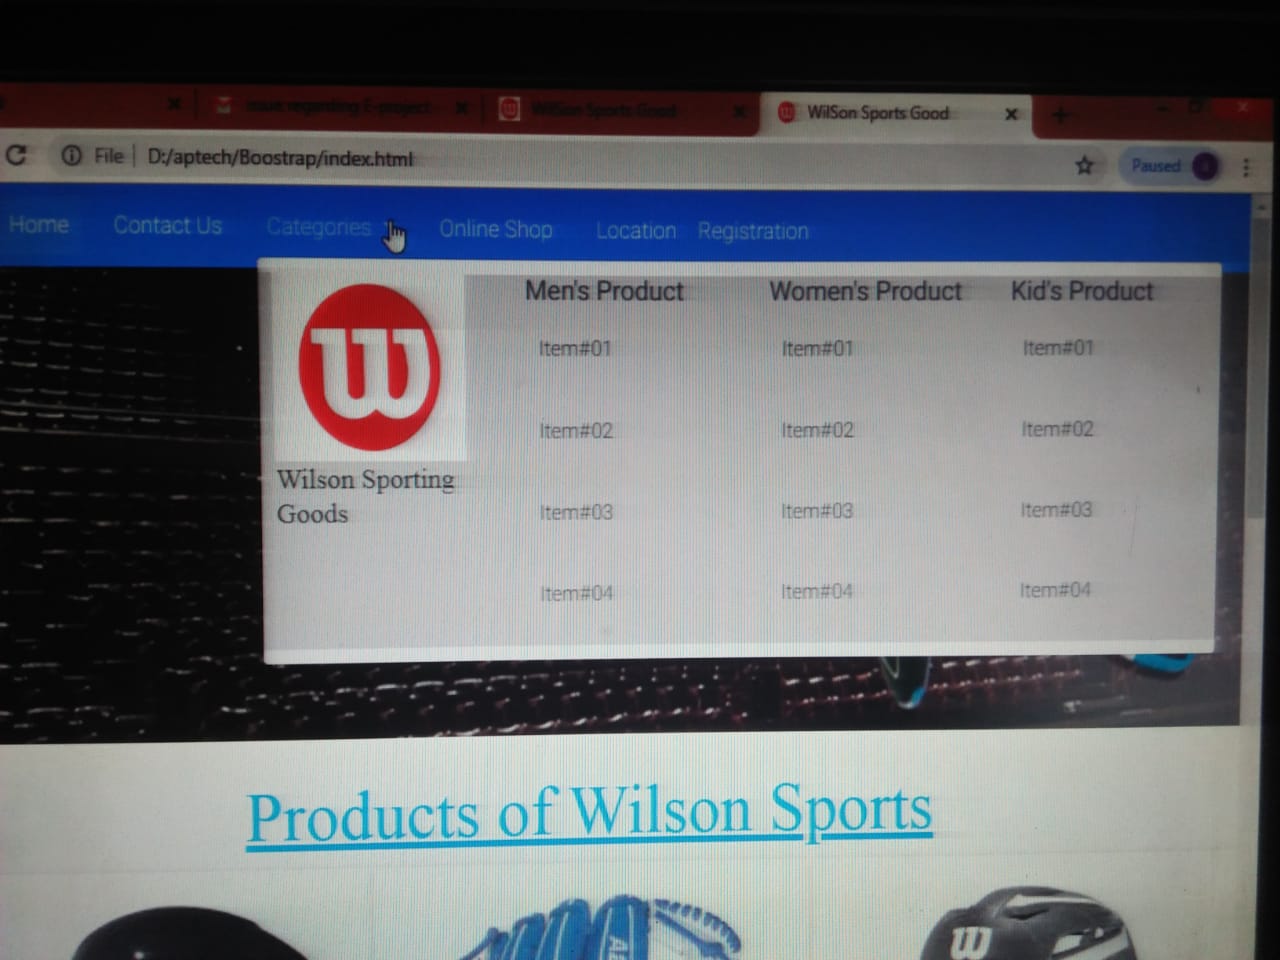 issue regarding E-project
WilSon Sports Good
WilSon Sports Good
File
D:/aptech/Boostrap/index.html
Paused
Home
Contact Us
Categories
Online Shop
Location
Registration
W
Men's Product
Women's Product
Kid's Product
Item#01
Item#01
Item#01
Item#02
Item#02
Item#02
Wilson Sporting
Goods
Item#03
Item#03
Item#03
Item#04
Item#04
Item#04
Products of Wilson Sports
W